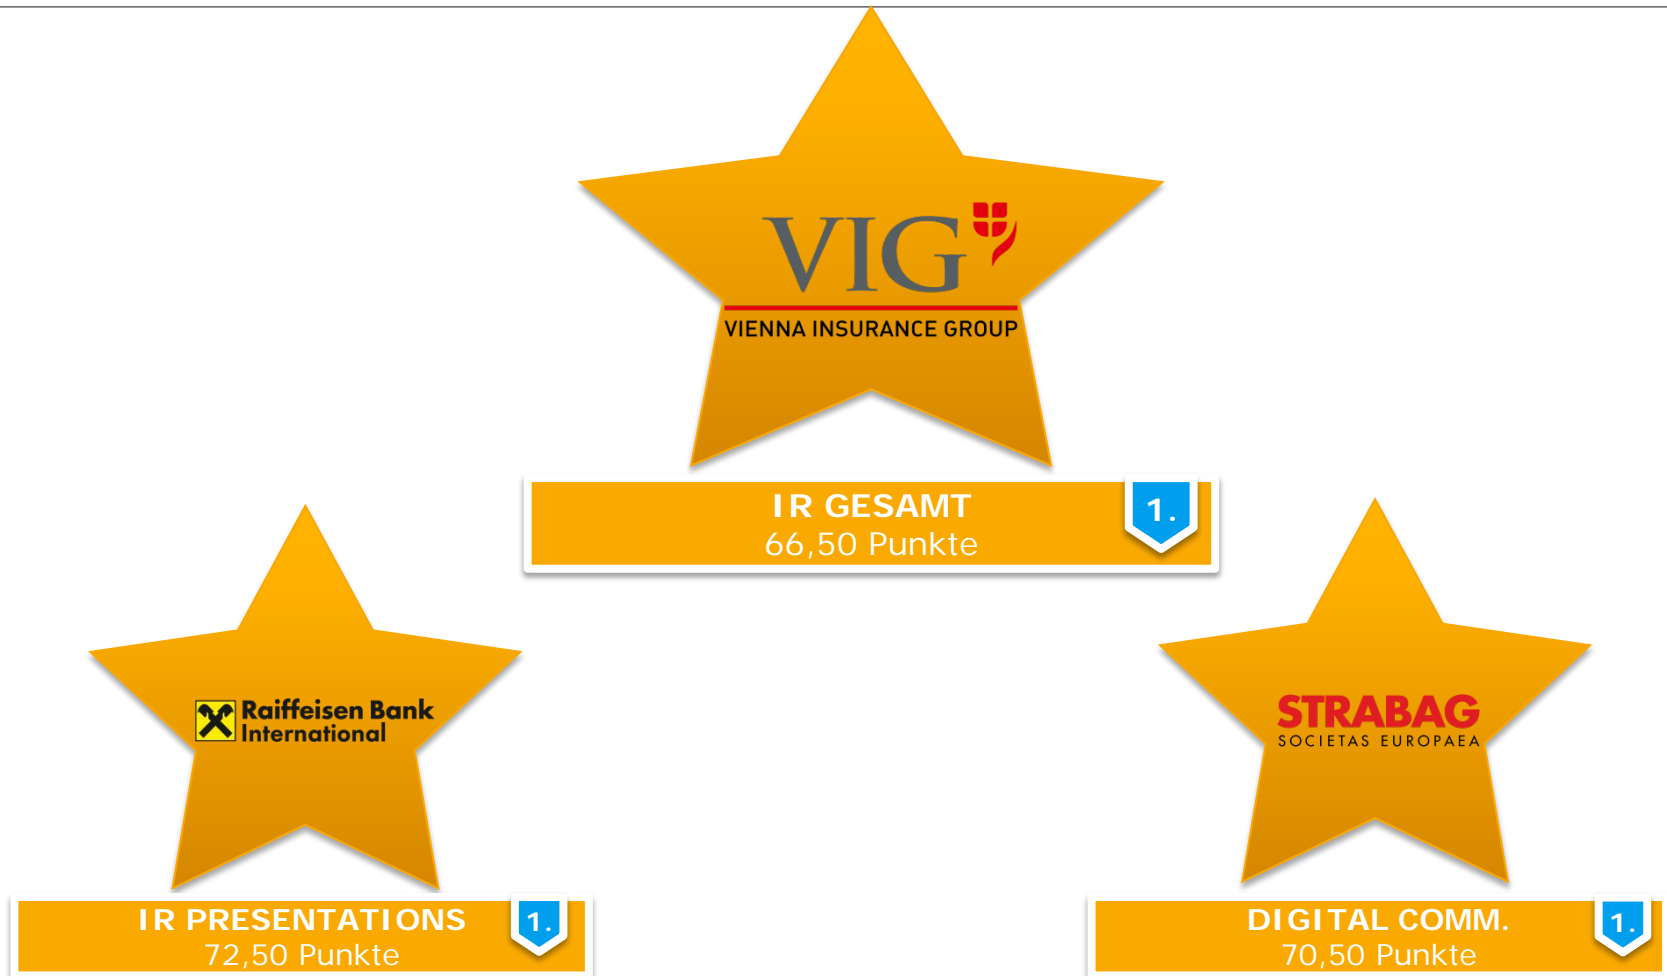 VIG
VIENNA INSURANCE GROUP
IR GESAMT
66,50 Punkte
1.
Raiffeisen Bank
International
IR PRESENTATIONS
72,50 Punkte
1.
STRABAG
SOCIETAS EUROPAEA
DIGITAL COMM.
70,50 Punkte
1.